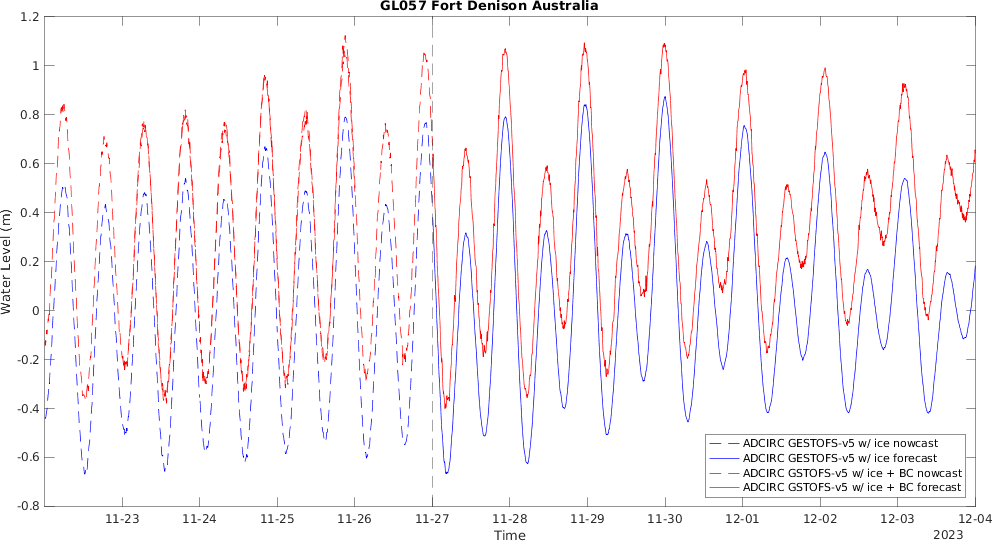 GL057 Fort Denison Australia
1.2
1
0.8
0.6
0.4
0.2
0
-0.2
-0.4
-0.6
-0.8
Water Level (m)
ADCIRC GESTOFS-v5 w/ ice nowcast
ADCIRC GESTOFS-v5 w/ ice forecast
ADCIRC GSTOFS-v5 w/ ice + BC nowcast
ADCIRC GSTOFS-v5 w/ ice + BC forecast
11-23 11-24 11-25 11-26 11-27 11-28 11-29 11-30 12-01 12-02 12-03 12-04
Time
2023